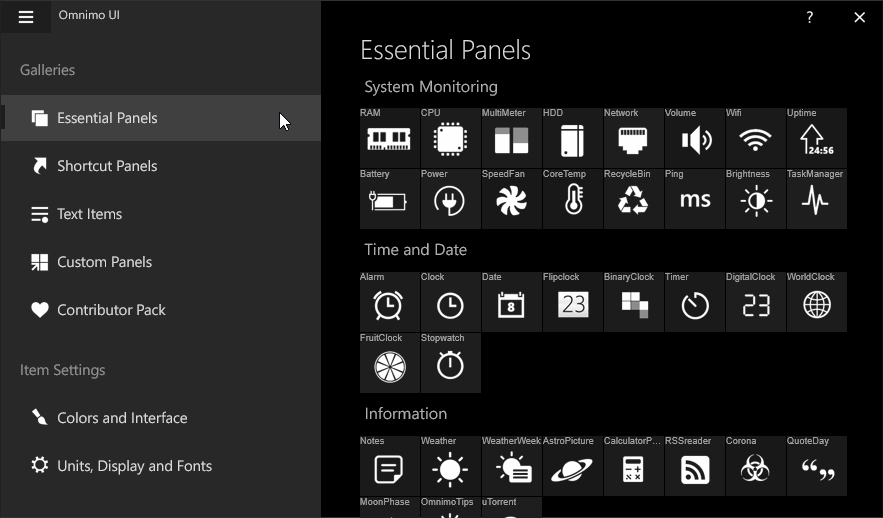 Omnimo UI
?
Galleries
Essential Panels
Shortcut Panels
Text Items
Custom Panels
Contributor Pack
Item Settings
Colors and Interface
Units, Display and Fonts
Essential Panels
System Monitoring
RAM CPU MultiMeter HDD Network Volume Wifi Uptime
24:56
Battery Power SpeedFan CoreTemp RecycleBin Ping Brightness TaskManager
ms
Time and Date
Alarm Clock Date Flipclock BinaryClock Timer DigitalClock WorldClock
8 23 23
FruitClock Stopwatch
Information
Notes Weather WeatherWeek AstroPicture CalculatorP... RSSreader Corona QuoteDay
MoonPhase OmnimoTips uTorrent